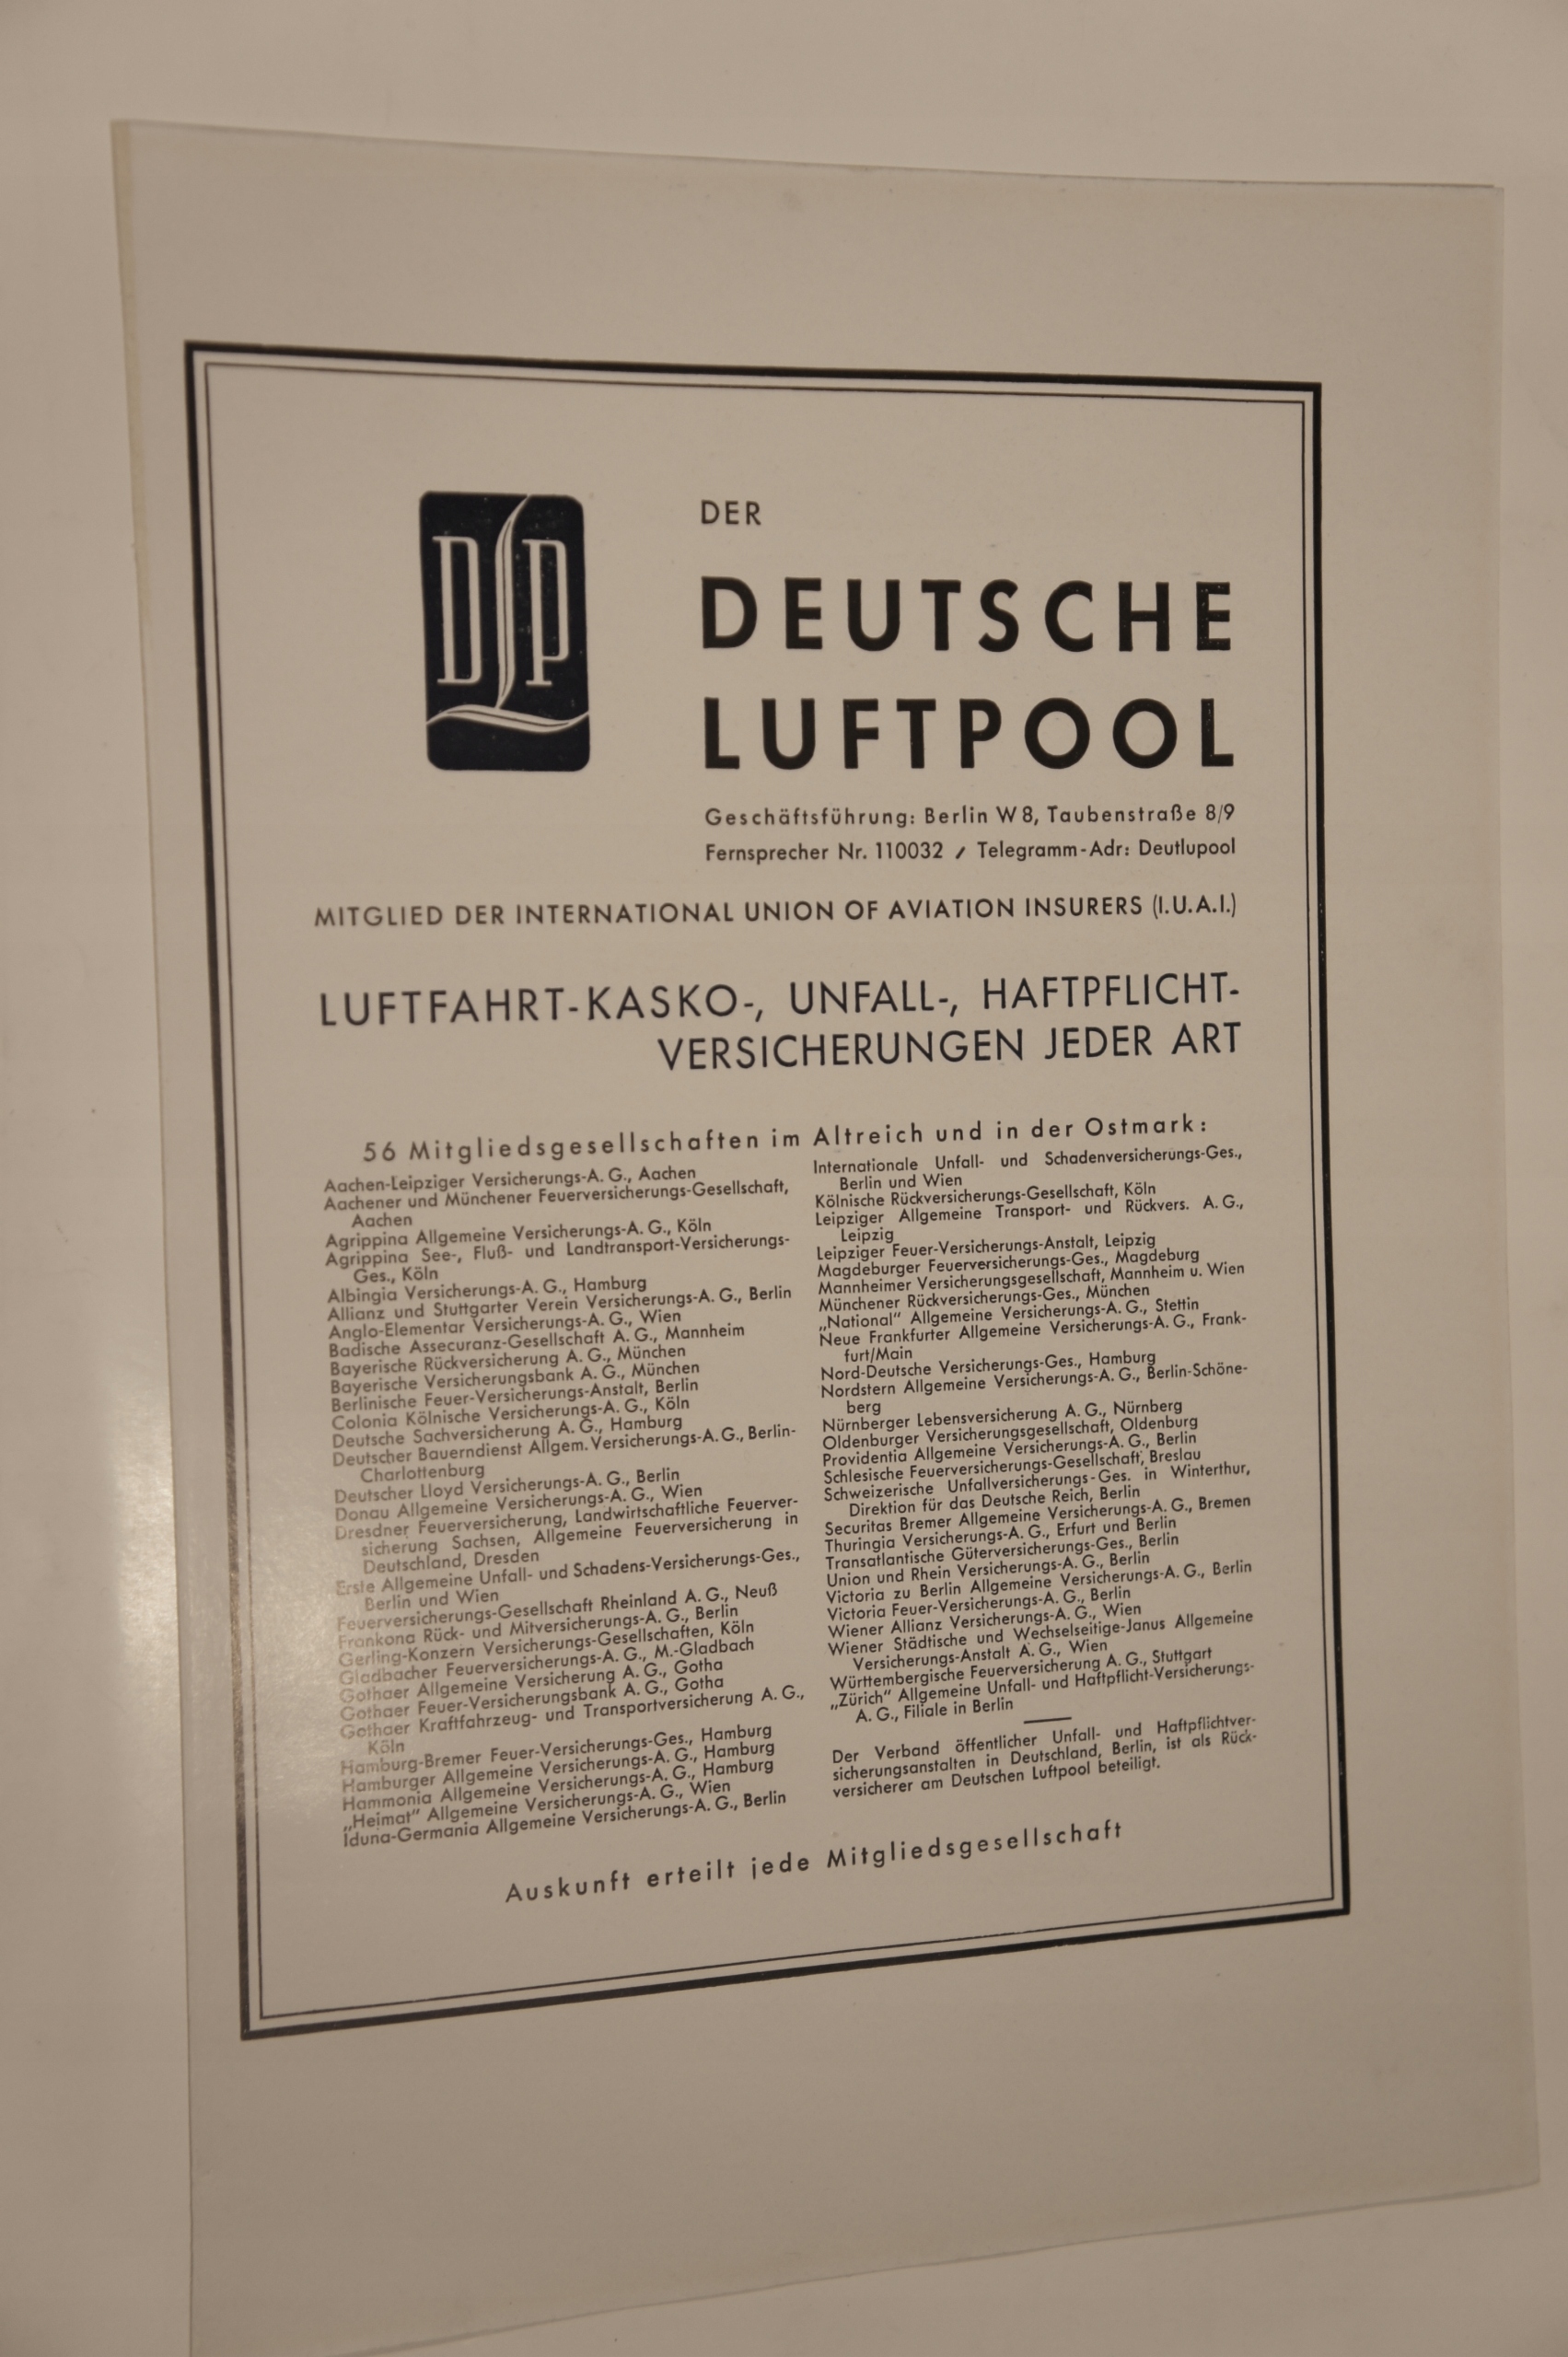 DLP
DER
DEUTSCHE
LUFTPOOL
Geschäftsführung: Berlin W 8, Taubenstraße 8/9
Fernsprecher Nr. 110032 / Telegramm-Adr: Deutlupool
MITGLIED DER INTERNATIONAL UNION OF AVIATION INSURERS (I.U.A.I.)
LUFTFAHRT-KASKO-, UNFALL-, HAFTPFLICHT-
VERSICHERUNGEN JEDER ART
56 Mitgliedsgesellschaften im Altreich und in der Ostmark:
Aachen-Leipziger Versicherungs-A. G., Aachen
Aachener und Münchener Feuerversicherungs-Gesellschaft,
Aachen
Agrippina Allgemeine Versicherungs-A. G., Köln
Agrippina See-, Fluß- und Landtransport-Versicherungs-
Ges., Köln
Albingia Versicherungs-A. G., Hamburg
Allianz und Stuttgarter Verein Versicherungs-A. G., Berlin
Anglo-Elementar Versicherungs-A. G., Wien
Badische Assecuranz-Gesellschaft A. G., Mannheim
Bayerische Rückversicherung A. G., München
Bayerische Versicherungsbank A. G., München
Berlinische Feuer-Versicherungs-Anstalt, Berlin
Colonia Kölnische Versicherungs-A. G., Köln
Deutsche Sachversicherung A. G., Hamburg
Deutscher Bauerndienst Allgem. Versicherungs-A. G., Berlin-
Charlottenburg
Deutscher Lloyd Versicherungs-A. G., Berlin
Donau Allgemeine Versicherungs-A. G., Wien
Dresdner Feuerversicherung, Landwirtschaftliche Feuerver-
sicherung Sachsen, Allgemeine Feuerversicherung in
Deutschland, Dresden
Erste Allgemeine Unfall- und Schadens-Versicherungs-Ges.,
Berlin und Wien
Feuerversicherungs-Gesellschaft Rheinland A. G., Neuß
Frankona Rück- und Mitversicherungs-A. G., Berlin
Gerling-Konzern Versicherungs-Gesellschaften, Köln
Gladbacher Feuerversicherungs-A. G., M.-Gladbach
Gothaer Allgemeine Versicherung A. G., Gotha
Gothaer Feuer-Versicherungsbank A. G., Gotha
Gothaer Kraftfahrzeug- und Transportversicherung A. G.,
Köln
Hamburg-Bremer Feuer-Versicherungs-Ges., Hamburg
Hamburger Allgemeine Versicherungs-A. G., Hamburg
Hammonia Allgemeine Versicherungs-A. G., Hamburg
„Heimat" Allgemeine Versicherungs-A. G., Wien
Iduna-Germania Allgemeine Versicherungs-A. G., Berlin
Internationale Unfall- und Schadenversicherungs-Ges.,
Berlin und Wien
Kölnische Rückversicherungs-Gesellschaft, Köln
Leipziger Allgemeine Transport- und Rückvers. A. G.,
Leipzig
Leipziger Feuer-Versicherungs-Anstalt, Leipzig
Magdeburger Feuerversicherungs-Ges., Magdeburg
Mannheimer Versicherungsgesellschaft, Mannheim u. Wien
Münchener Rückversicherungs-Ges., München
„National" Allgemeine Versicherungs-A. G., Stettin
Neue Frankfurter Allgemeine Versicherungs-A. G., Frank-
furt/Main
Nord-Deutsche Versicherungs-Ges., Hamburg
Nordstern Allgemeine Versicherungs-A. G., Berlin-Schöne-
berg
Nürnberger Lebensversicherung A. G., Nürnberg
Oldenburger Versicherungsgesellschaft, Oldenburg
Providentia Allgemeine Versicherungs-A. G., Berlin
Schlesische Feuerversicherungs-Gesellschaft, Breslau
Schweizerische Unfallversicherungs-Ges. in Winterthur,
Direktion für das Deutsche Reich, Berlin
Securitas Bremer Allgemeine Versicherungs-A. G., Bremen
Thuringia Versicherungs-A. G., Erfurt und Berlin
Transatlantische Güterversicherungs-Ges., Berlin
Union und Rhein Versicherungs-A. G., Berlin
Victoria zu Berlin Allgemeine Versicherungs-A. G., Berlin
Victoria Feuer-Versicherungs-A. G., Berlin
Wiener Allianz Versicherungs-A. G., Wien
Wiener Städtische und Wechselseitige-Janus Allgemeine
Versicherungs-Anstalt A. G., Wien
Württembergische Feuerversicherung A. G., Stuttgart
„Zürich" Allgemeine Unfall- und Haftpflicht-Versicherungs-
A. G., Filiale in Berlin
Der Verband öffentlicher Unfall- und Haftpflichtver-
sicherungsanstalten in Deutschland, Berlin, ist als Rück-
versicherer am Deutschen Luftpool beteiligt.
Auskunft erteilt jede Mitgliedsgesellschaft